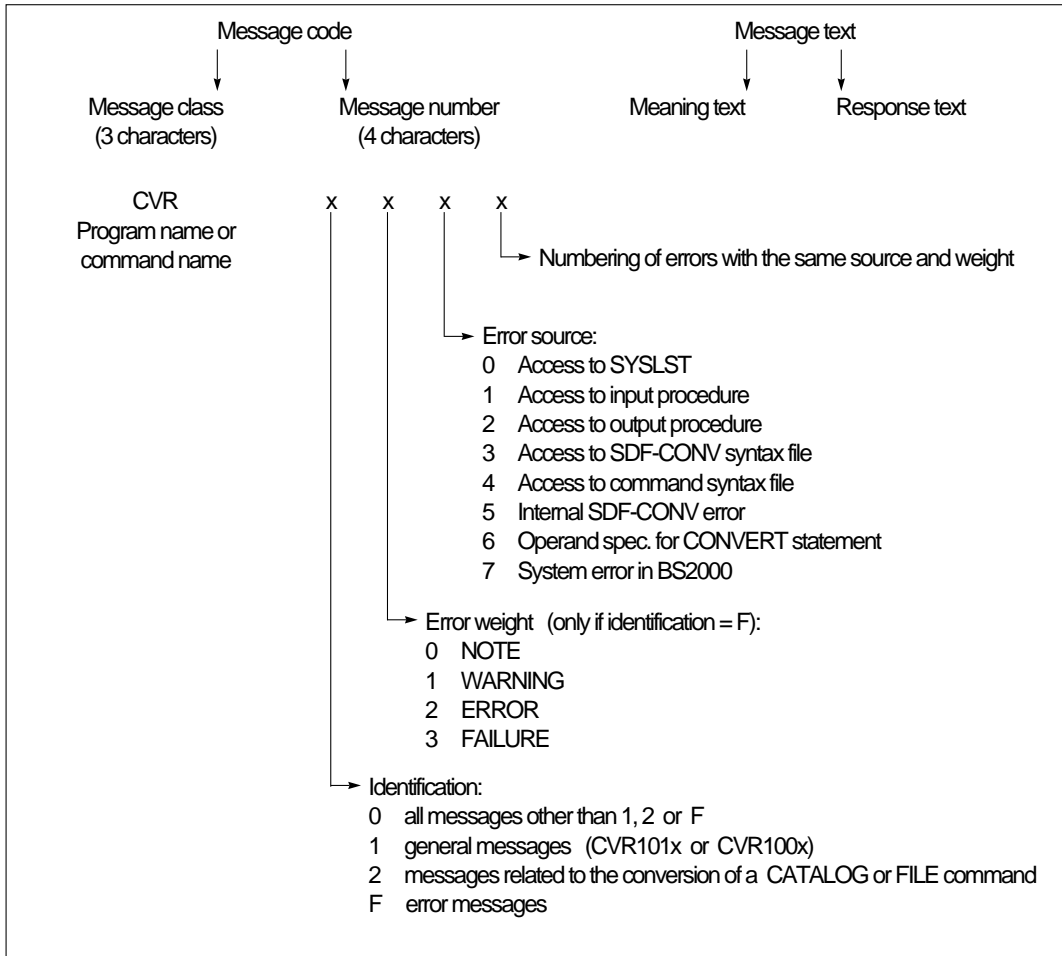 Message code Message text
Message class Message number Meaning text Response text
(3 characters) (4 characters)
CVR x x x x
Program name or
command name
Numbering of errors with the same source and weight
Error source:
0 Access to SYSLST
1 Access to input procedure
2 Access to output procedure
3 Access to SDF-CONV syntax file
4 Access to command syntax file
5 Internal SDF-CONV error
6 Operand spec. for CONVERT statement
7 System error in BS2000
Error weight (only if identification = F):
0 NOTE
1 WARNING
2 ERROR
3 FAILURE
Identification:
0 all messages other than 1, 2 or F
1 general messages (CVR101x or CVR100x)
2 messages related to the conversion of a CATALOG or FILE command
F error messages